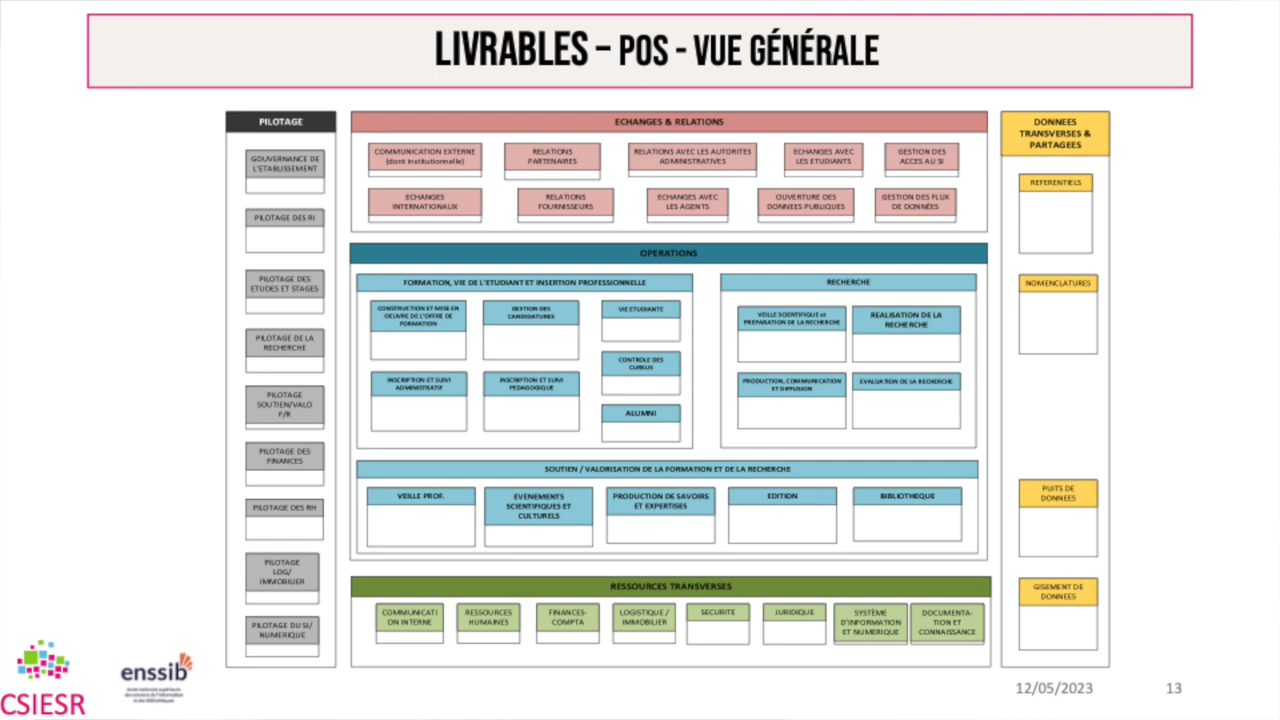 LIVRABLES – POS - VUE GÉNÉRALE
PILOTAGE
GOUVERNANCE DE
L'ETABLISSEMENT
PILOTAGE DES RI
PILOTAGE DES
ETUDES ET STAGES
PILOTAGE DE LA
RECHERCHE
PILOTAGE
SOUTIEN/VALO
F/R
PILOTAGE DES
FINANCES
PILOTAGE DES RH
PILOTAGE
LOG/
IMMOBILIER
PILOTAGE DU SI/
NUMERIQUE
ECHANGES & RELATIONS
COMMUNICATION EXTERNE
(dont institutionnelle)
RELATIONS
PARTENAIRES
RELATIONS AVEC LES AUTORITES
ADMINISTRATIVES
ECHANGES AVEC
LES ETUDIANTS
GESTION DES
ACCES AU SI
ECHANGES
INTERNATIONAUX
RELATIONS
FOURNISSEURS
ECHANGES AVEC
LES AGENTS
OUVERTURE DES
DONNEES PUBLIQUES
GESTION DES FLUX
DE DONNÉES
OPERATIONS
FORMATION, VIE DE L'ETUDIANT ET INSERTION PROFESSIONNELLE
CONSTRUCTION ET MISE EN
OEUVRE DE L'OFFRE DE
FORMATION
GESTION DES
CANDIDATURES
VIE ETUDIANTE
CONTROLE DES
CURSUS
INSCRIPTION ET SUIVI
ADMINISTRATIF
INSCRIPTION ET SUIVI
PEDAGOGIQUE
ALUMNI
RECHERCHE
VEILLE SCIENTIFIQUE et
PREPARATION DE LA RECHERCHE
REALISATION DE LA
RECHERCHE
PRODUCTION, COMMUNICATION
ET DIFFUSION
EVALUATION DE LA RECHERCHE
SOUTIEN / VALORISATION DE LA FORMATION ET DE LA RECHERCHE
VEILLE PROF.
EVENEMENTS
SCIENTIFIQUES ET
CULTURELS
PRODUCTION DE SAVOIRS
ET EXPERTISES
EDITION
BIBLIOTHEQUE
RESSOURCES TRANSVERSES
COMMUNICATI
ON INTERNE
RESSOURCES
HUMAINES
FINANCES-
COMPTA
LOGISTIQUE /
IMMOBILIER
SECURITE
JURIDIQUE
SYSTÈME
D'INFORMATION
ET NUMERIQUE
DOCUMENTA-
TION ET
CONNAISSANCE
DONNEES
TRANSVERSES &
PARTAGEES
REFERENTIELS
NOMENCLATURES
PUITS DE
DONNEES
GISEMENT DE
DONNEES
CSIESR
enssib
12/05/2023
13